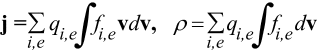 j = ∑_{i,e} q_{i,e} ∫ f_{i,e} v dv, ρ = ∑_{i,e} q_{i,e} ∫ f_{i,e} dv